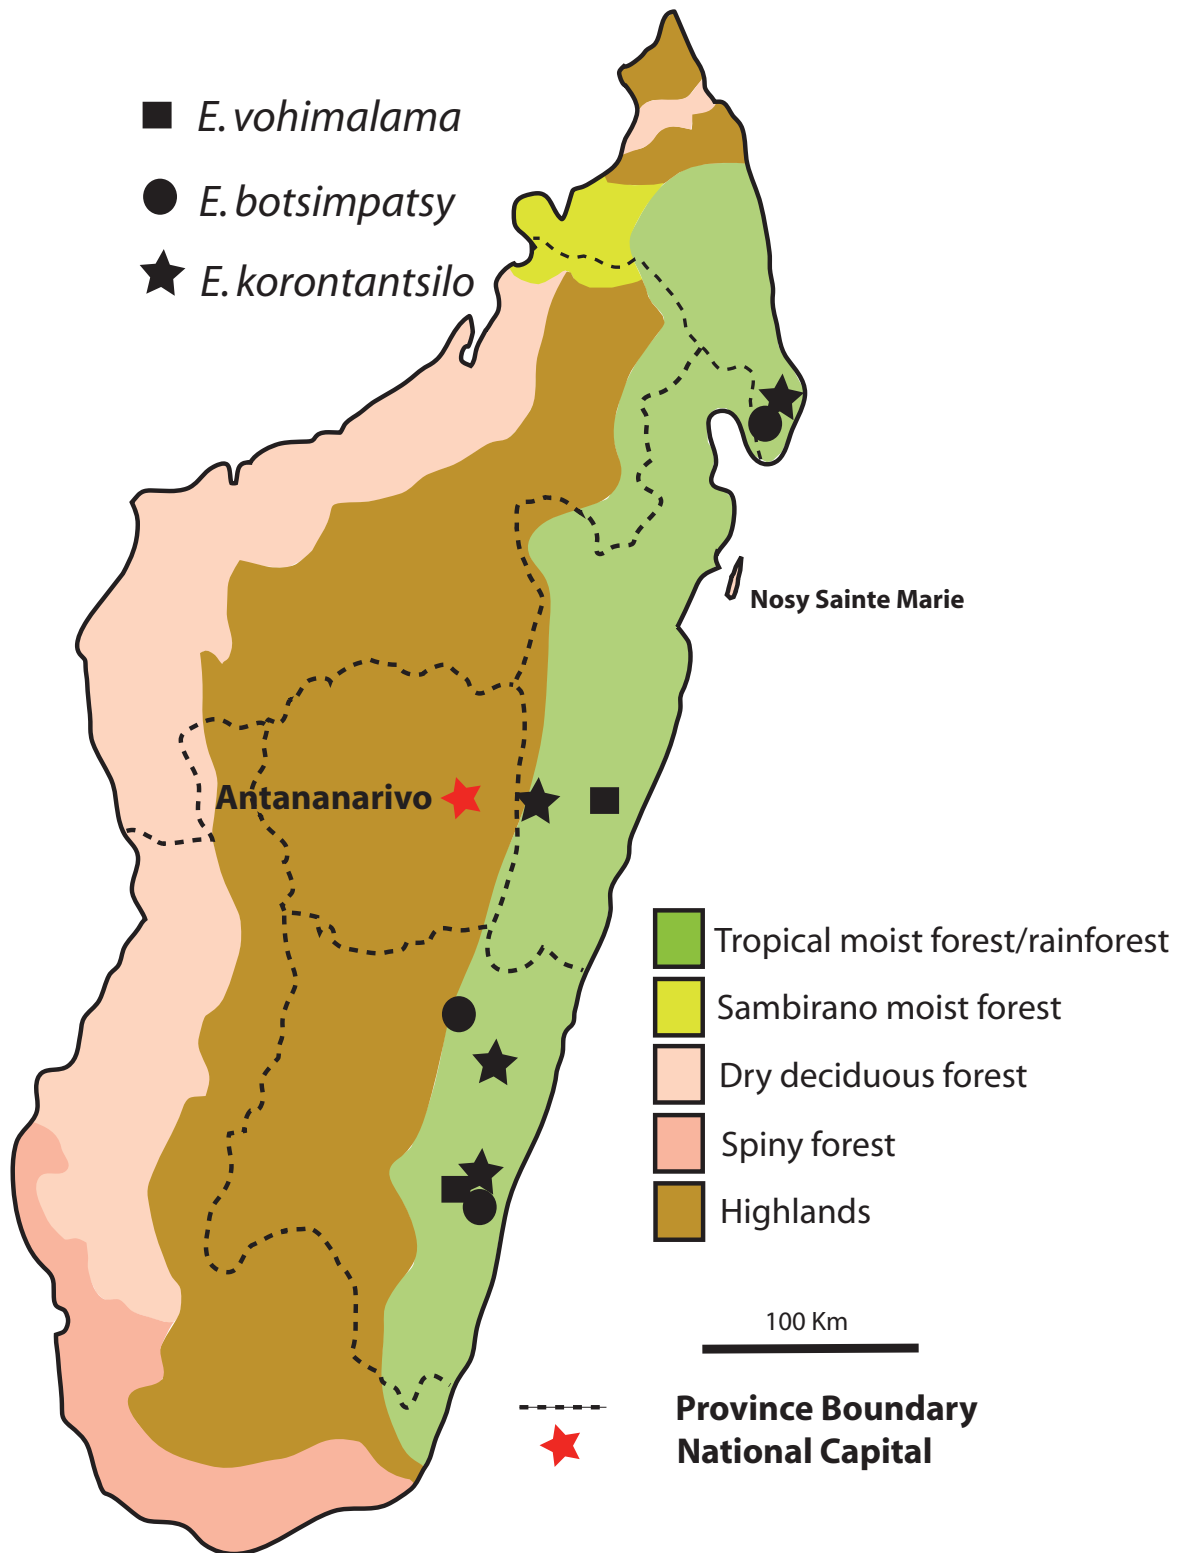 E. vohimalama
E. botsimpatsy
E. korontantsilo
Nosy Sainte Marie
Antananarivo
Tropical moist forest/rainforest
Sambirano moist forest
Dry deciduous forest
Spiny forest
Highlands
100 Km
Province Boundary
National Capital